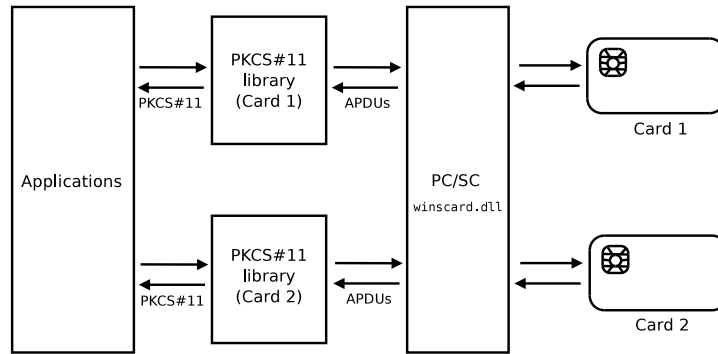 Applications
PKCS#11
library
(Card 1)
PKCS#11
APDUs
PKCS#11
library
(Card 2)
PKCS#11
APDUs
PC/SC
winscard.dll
Card 1
Card 2